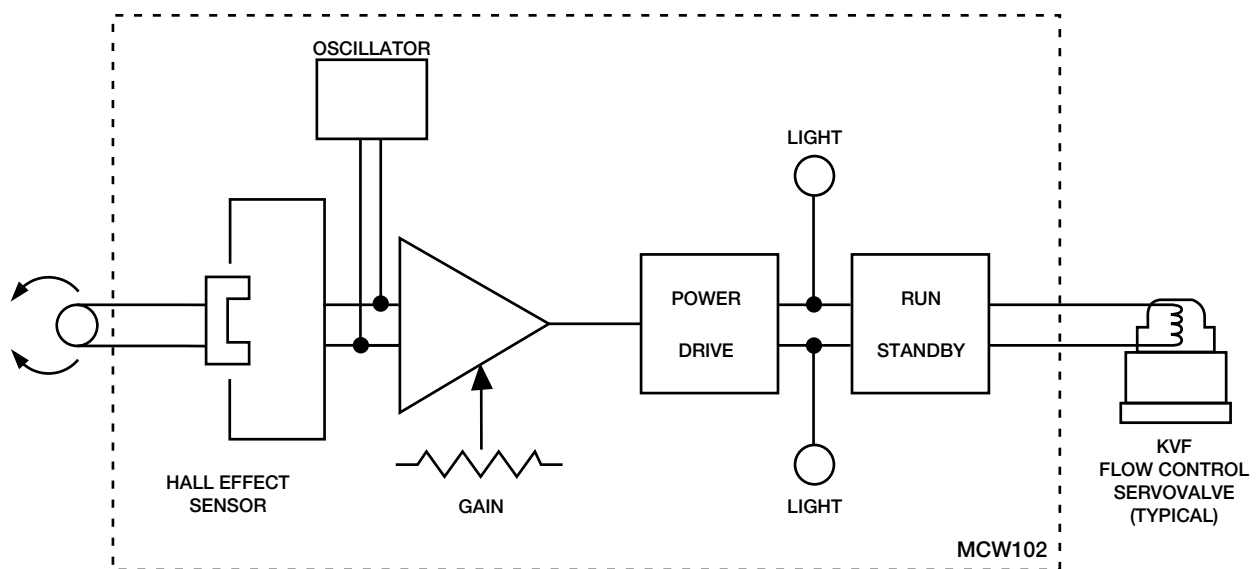 OSCILLATOR
LIGHT
POWER
DRIVE
RUN
STANDBY
HALL EFFECT
SENSOR
GAIN
LIGHT
KVF
FLOW CONTROL
SERVOVALVE
(TYPICAL)
MCW102